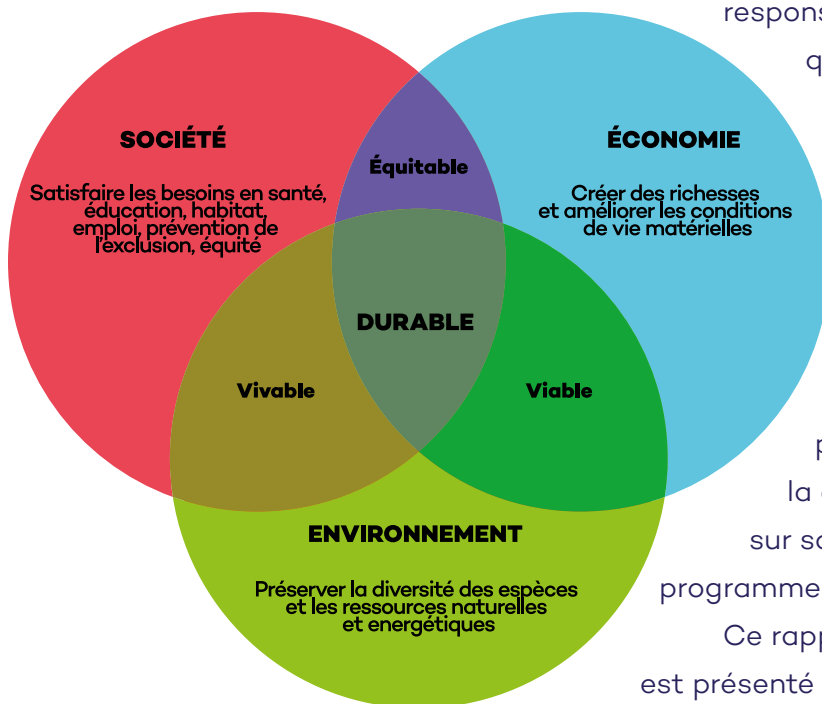 SOCIÉTÉ
Satisfaire les besoins en santé,
éducation, habitat,
emploi, prévention de
l'exclusion, équité
Équitable
ÉCONOMIE
Créer des richesses
et améliorer les conditions
de vie matérielles
DURABLE
Vivable
Viable
ENVIRONNEMENT
Préserver la diversité des espèces
et les ressources naturelles
et energétiques
respons
q
p
la
sur
programme
Ce rapp
est présenté